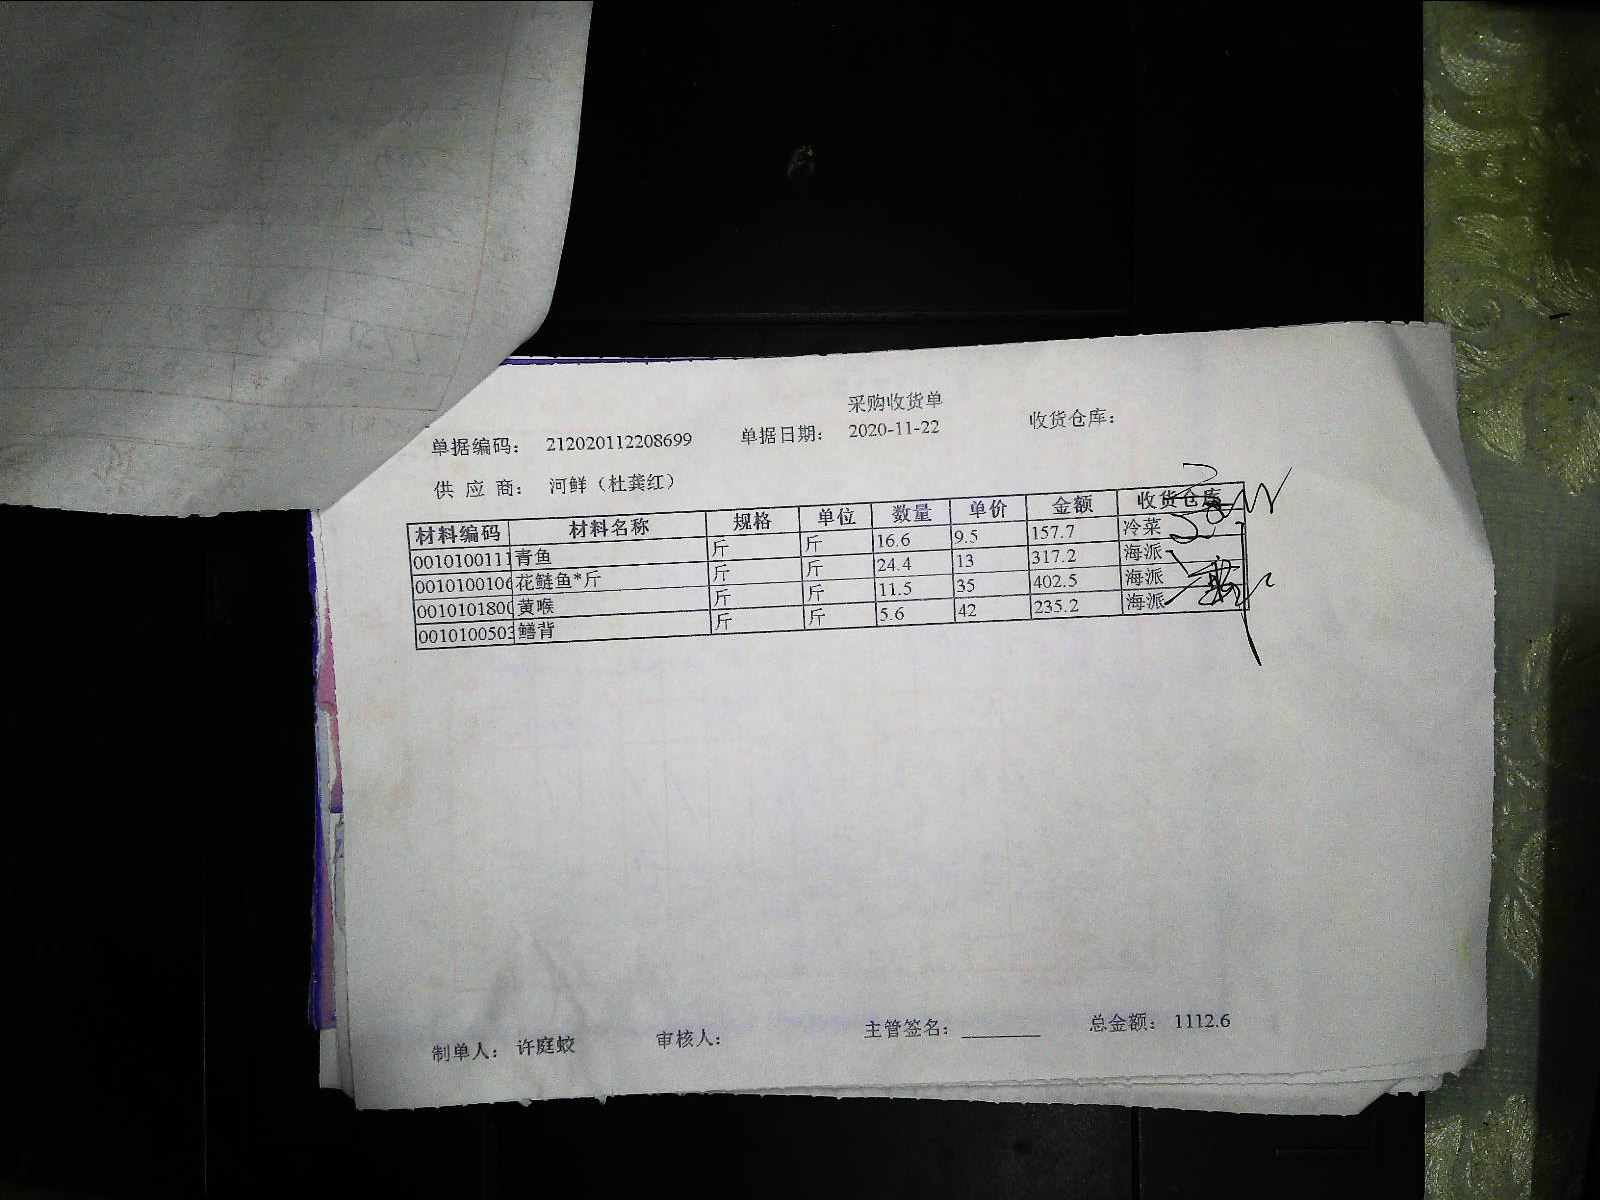 采购收货单
单据编码： 212020112208699 单据日期： 2020-11-22 收货仓库：
供 应 商： 河鲜（杜龚红）
材料编码 材料名称 规格 单位 数量 单价 金额 收货仓库
0010100111 青鱼 斤 斤 16.6 9.5 157.7 冷菜
0010100106 花鲢鱼*斤 斤 斤 24.4 13 317.2 海派
0010101800 黄喉 斤 斤 11.5 35 402.5 海派
0010100503 鳝背 斤 斤 5.6 42 235.2 海派
制单人： 许庭蛟 审核人： 主管签名： 总金额： 1112.6